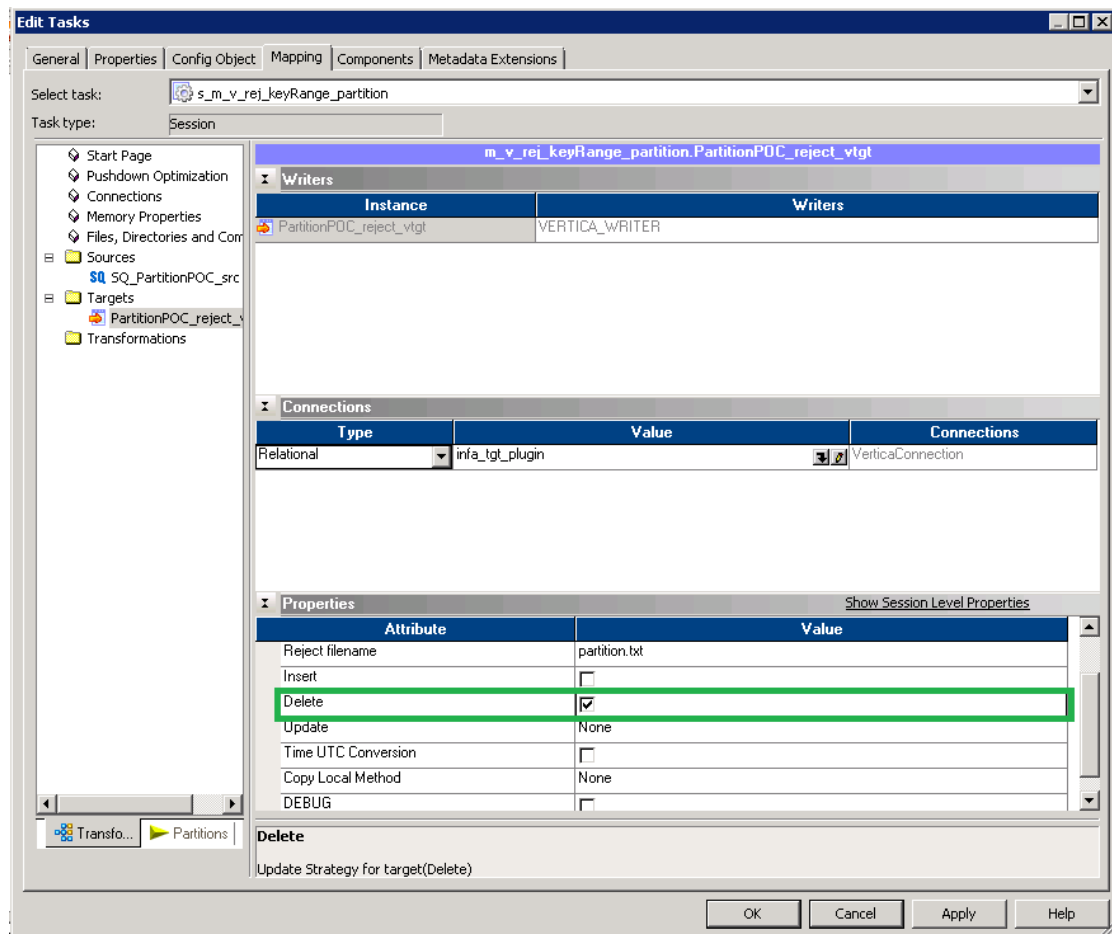 Edit Tasks
General Properties Config Object Mapping Components Metadata Extensions
Select task: s_m_v_rej_keyRange_partition
Task type: Session
Start Page
Pushdown Optimization
Connections
Memory Properties
Files, Directories and Com
Sources
SQ SQ_PartitionPOC_src
Targets
PartitionPOC_reject_v
Transformations
Transfo... Partitions
m_v_rej_keyRange_partition.PartitionPOC_reject_vtgt
Writers
Instance Writers
PartitionPOC_reject_vtgt VERTICA_WRITER
Connections
Type Value Connections
Relational infa_tgt_plugin VerticaConnection
Properties Show Session Level Properties
Attribute Value
Reject filename partition.txt
Insert
Delete
Update None
Time UTC Conversion
Copy Local Method None
DEBUG
Delete
Update Strategy for target(Delete)
OK Cancel Apply Help